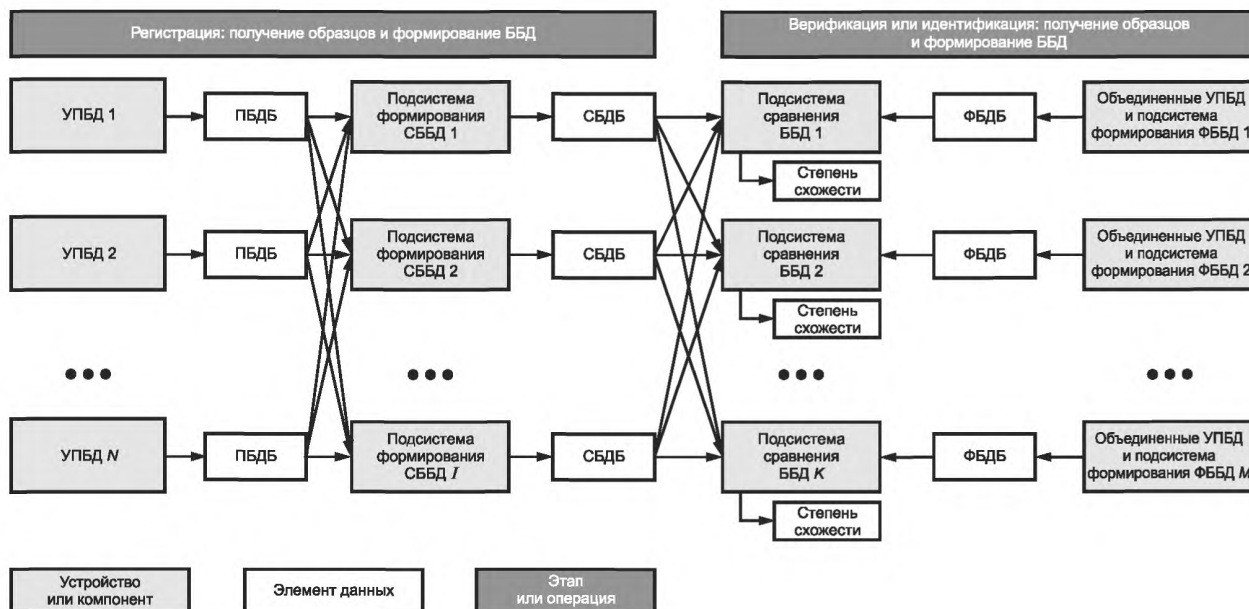 Регистрация: получение образцов и формирование ББД
Верификация или идентификация: получение образцов
и формирование ББД
УПБД 1
ПБДБ
Подсистема
формирования
СББД 1
СБДБ
Подсистема
сравнения
ББД 1
ФБДБ
Объединенные УПБД
и подсистема
формирования ФББД 1
Степень
схожести
УПБД 2
ПБДБ
Подсистема
формирования
СББД 2
СБДБ
Подсистема
сравнения
ББД 2
ФБДБ
Объединенные УПБД
и подсистема
формирования ФББД 2
Степень
схожести
УПБД N
ПБДБ
Подсистема
формирования
СББД I
СБДБ
Подсистема
сравнения
ББД K
ФБДБ
Объединенные УПБД
и подсистема
формирования ФББД M
Степень
схожести
Устройство
или компонент
Элемент данных
Этап
или операция